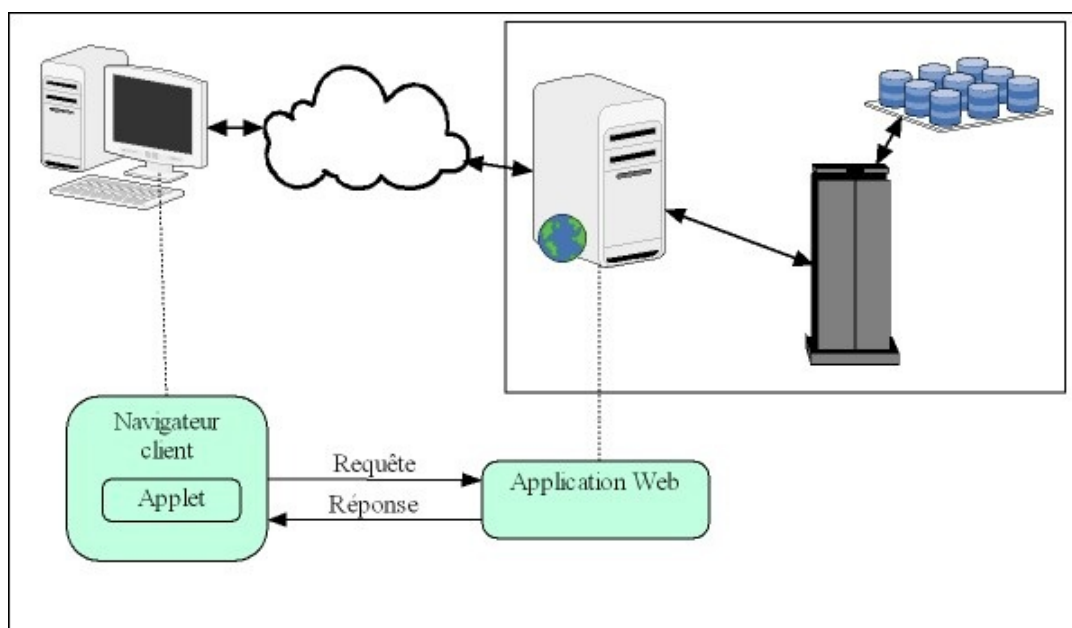 Navigateur
client
Applet
Requête
Réponse
Application Web